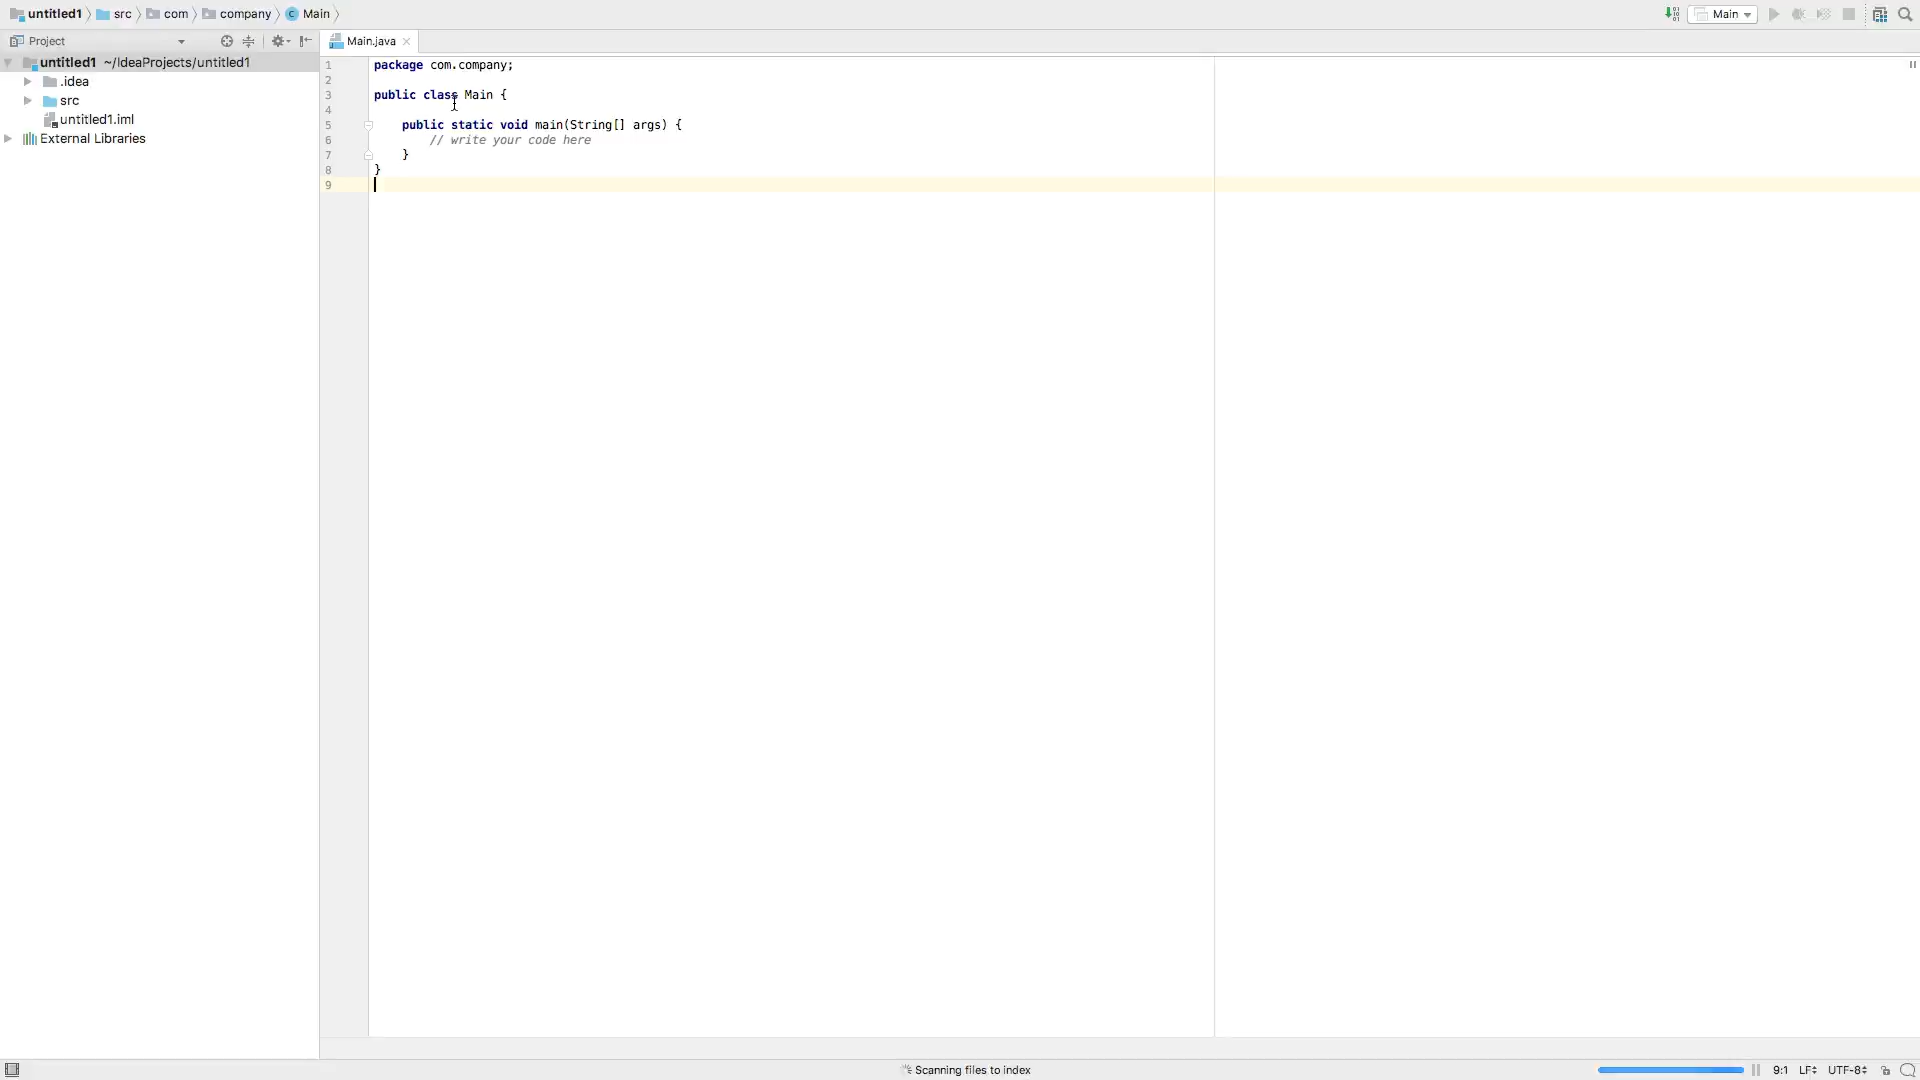 untitled1 src com company Main
Main
Project
Main.java
untitled1 ~/IdeaProjects/untitled1
.idea
src
untitled1.iml
External Libraries
1 package com.company;
2
3 public class Main {
4
5 public static void main(String[] args) {
6 // write your code here
7 }
8 }
9
Scanning files to index
9:1 LF UTF-8